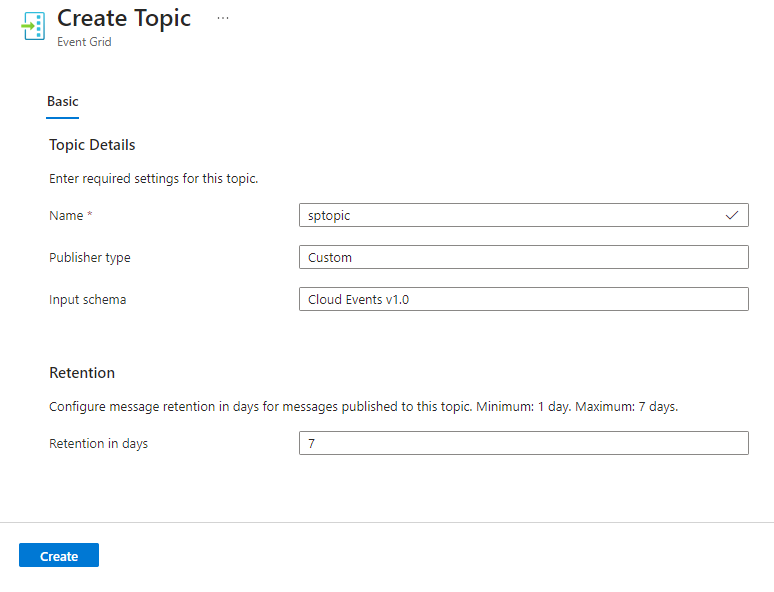 Create Topic ...
Event Grid
Basic
Topic Details
Enter required settings for this topic.
Name * sptopic
Publisher type Custom
Input schema Cloud Events v1.0
Retention
Configure message retention in days for messages published to this topic. Minimum: 1 day. Maximum: 7 days.
Retention in days 7
Create